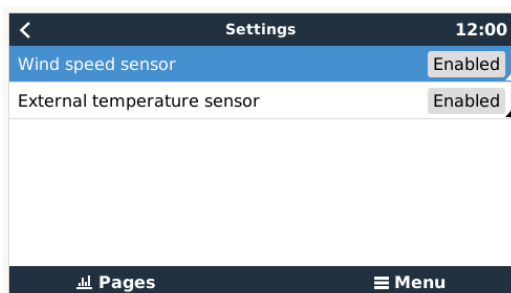 Settings 12:00
Wind speed sensor Enabled
External temperature sensor Enabled
Pages Menu